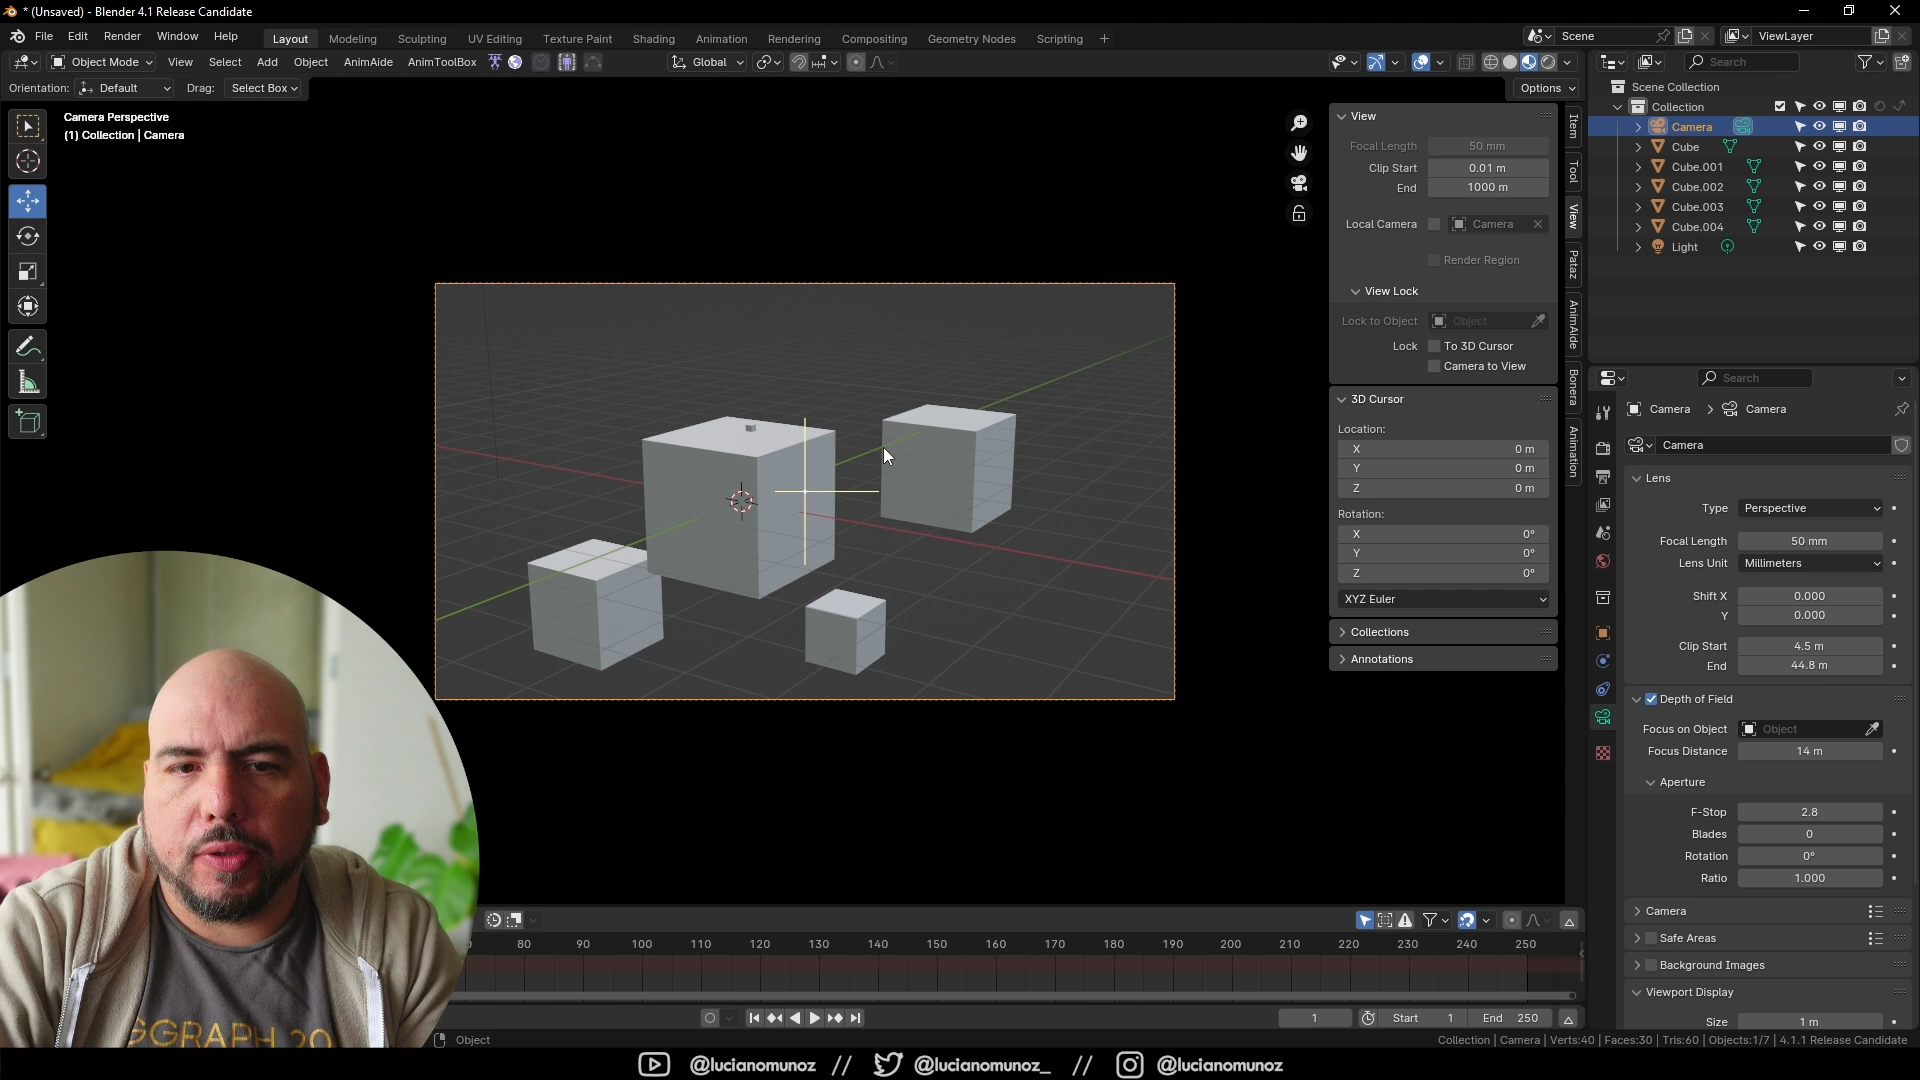 * (Unsaved) - Blender 4.1 Release Candidate
File Edit Render Window Help
Layout Modeling Sculpting UV Editing Texture Paint Shading Animation Rendering Compositing Geometry Nodes Scripting +
Scene
ViewLayer
Object Mode View Select Add Object AnimAide AnimToolBox
Global
Search
Orientation: Default Drag: Select Box
Options
Camera Perspective
(1) Collection | Camera
View
Focal Length 50 mm
Clip Start 0.01 m
End 1000 m
Local Camera Camera
Render Region
View Lock
Lock to Object Object
Lock To 3D Cursor
Camera to View
3D Cursor
Location:
X 0 m
Y 0 m
Z 0 m
Rotation:
X 0°
Y 0°
Z 0°
XYZ Euler
Collections
Annotations
Item
Tool
View
Pataz
AnimAide
Bonera
Animation
Scene Collection
Collection
Camera
Cube
Cube.001
Cube.002
Cube.003
Cube.004
Light
Search
Camera > Camera
Camera
Lens
Type Perspective
Focal Length 50 mm
Lens Unit Millimeters
Shift X 0.000
Y 0.000
Clip Start 4.5 m
End 44.8 m
Depth of Field
Focus on Object Object
Focus Distance 14 m
Aperture
F-Stop 2.8
Blades 0
Rotation 0°
Ratio 1.000
Camera
Safe Areas
Background Images
Viewport Display
Size 1 m
80 90 100 110 120 130 140 150 160 170 180 190 200 210 220 230 240 250
1 Start 1 End 250
Object
Collection | Camera | Verts:40 | Faces:30 | Tris:60 | Objects:1/7 | 4.1.1 Release Candidate
@lucianomunoz // @lucianomunoz_ // @lucianomunoz